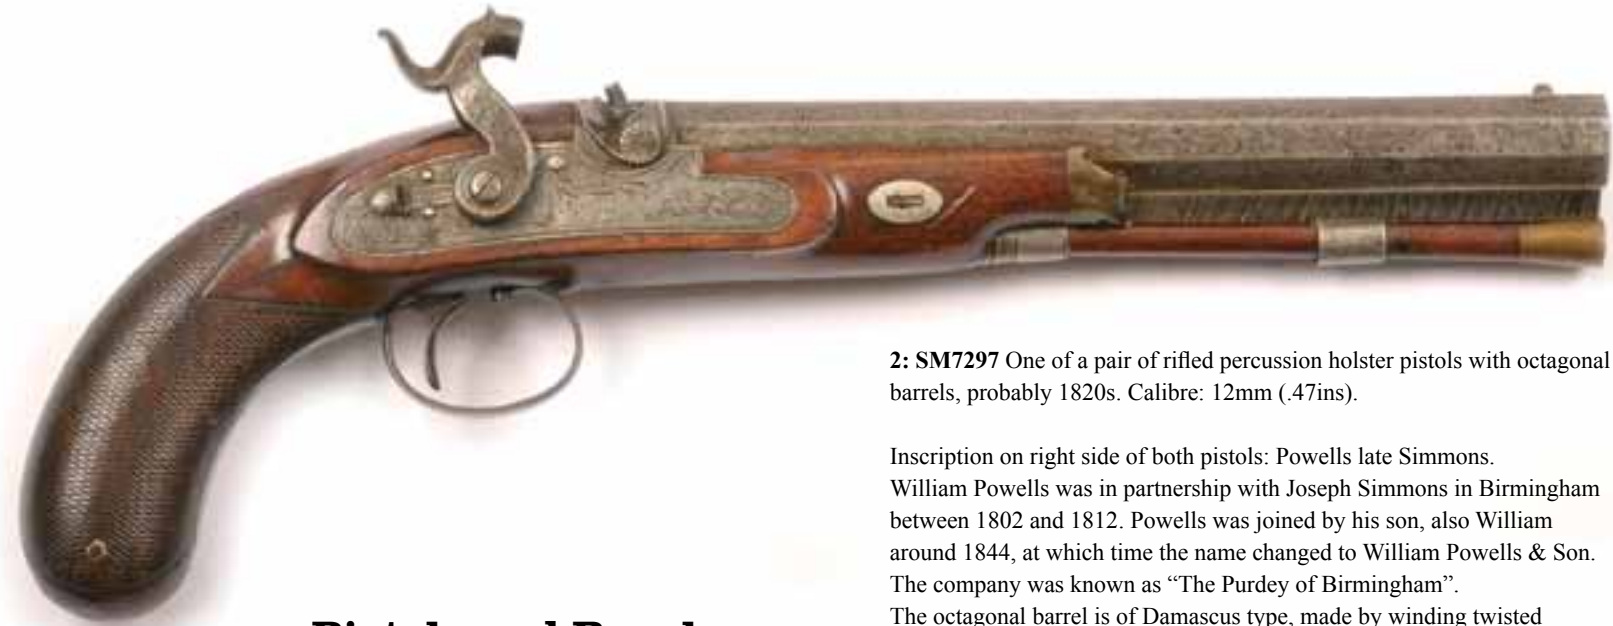 2: SM7297 One of a pair of rifled percussion holster pistols with octagonal
barrels, probably 1820s. Calibre: 12mm (.47ins).
Inscription on right side of both pistols: Powells late Simmons.
William Powells was in partnership with Joseph Simmons in Birmingham
between 1802 and 1812. Powells was joined by his son, also William
around 1844, at which time the name changed to William Powells & Son.
The company was known as “The Purdey of Birmingham”.
The octagonal barrel is of Damascus type, made by winding twisted